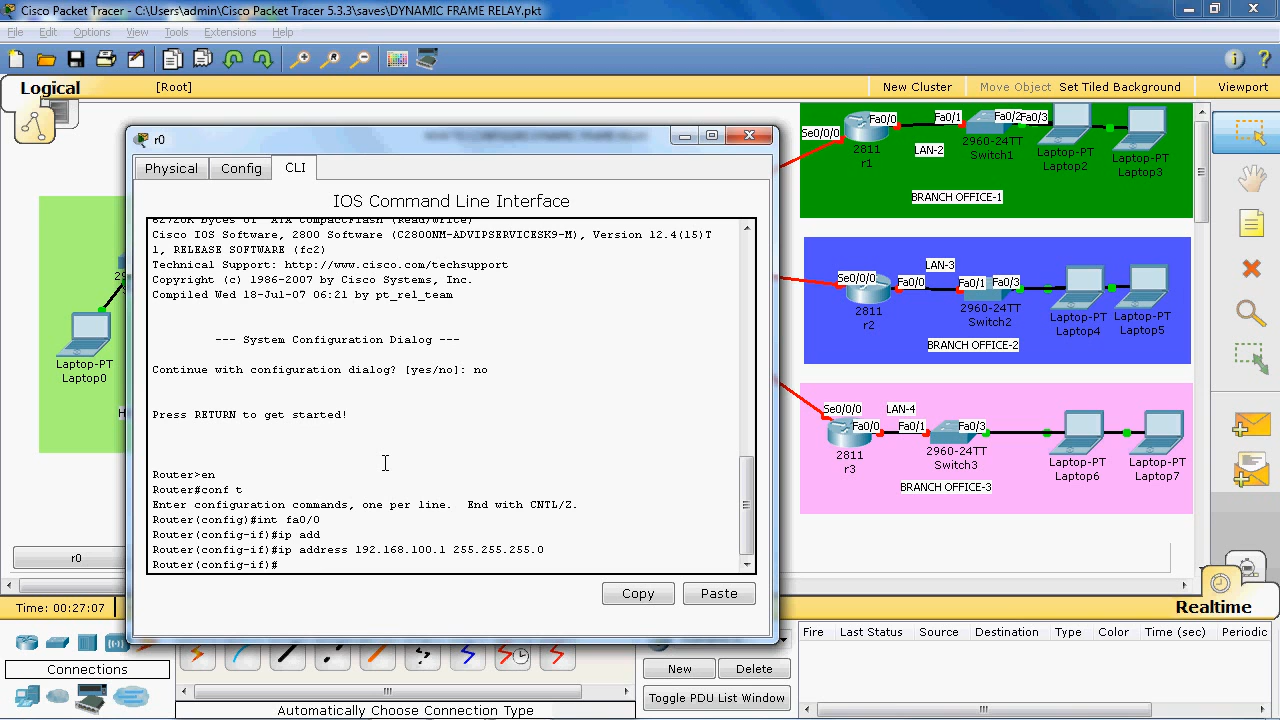 Cisco Packet Tracer - C:\Users\admin\Cisco Packet Tracer 5.3.3\saves\DYNAMIC FRAME RELAY.pkt
File Edit Options View Tools Extensions Help
Logical [Root] New Cluster Move Object Set Tiled Background Viewport
r0
Physical Config CLI
IOS Command Line Interface
62720K bytes of ATA CompactFlash (Read/Write)
Cisco IOS Software, 2800 Software (C2800NM-ADVIPSERVICESK9-M), Version 12.4(15)T
1, RELEASE SOFTWARE (fc2)
Technical Support: http://www.cisco.com/techsupport
Copyright (c) 1986-2007 by Cisco Systems, Inc.
Compiled Wed 18-Jul-07 06:21 by pt_rel_team
--- System Configuration Dialog ---
Continue with configuration dialog? [yes/no]: no
Press RETURN to get started!
Router>en
Router#conf t
Enter configuration commands, one per line. End with CNTL/Z.
Router(config)#int fa0/0
Router(config-if)#ip add
Router(config-if)#ip address 192.168.100.1 255.255.255.0
Router(config-if)#
Copy Paste
Laptop-PT
Laptop0
r0
Se0/0/0 Fa0/0 Fa0/1 Fa0/2 Fa0/3
2811
r1
LAN-2
2960-24TT
Switch1
Laptop-PT
Laptop2
Laptop-PT
Laptop3
BRANCH OFFICE-1
LAN-3
Se0/0/0 Fa0/0 Fa0/1 Fa0/3
2811
r2
2960-24TT
Switch2
Laptop-PT
Laptop4
Laptop-PT
Laptop5
BRANCH OFFICE-2
Se0/0/0 LAN-4
Fa0/0 Fa0/1 Fa0/3
2811
r3
2960-24TT
Switch3
Laptop-PT
Laptop6
Laptop-PT
Laptop7
BRANCH OFFICE-3
Time: 00:27:07
Realtime
Connections
Automatically Choose Connection Type
New Delete
Toggle PDU List Window
Fi Last Status Source Destination Type Color Time (sec) Periodic